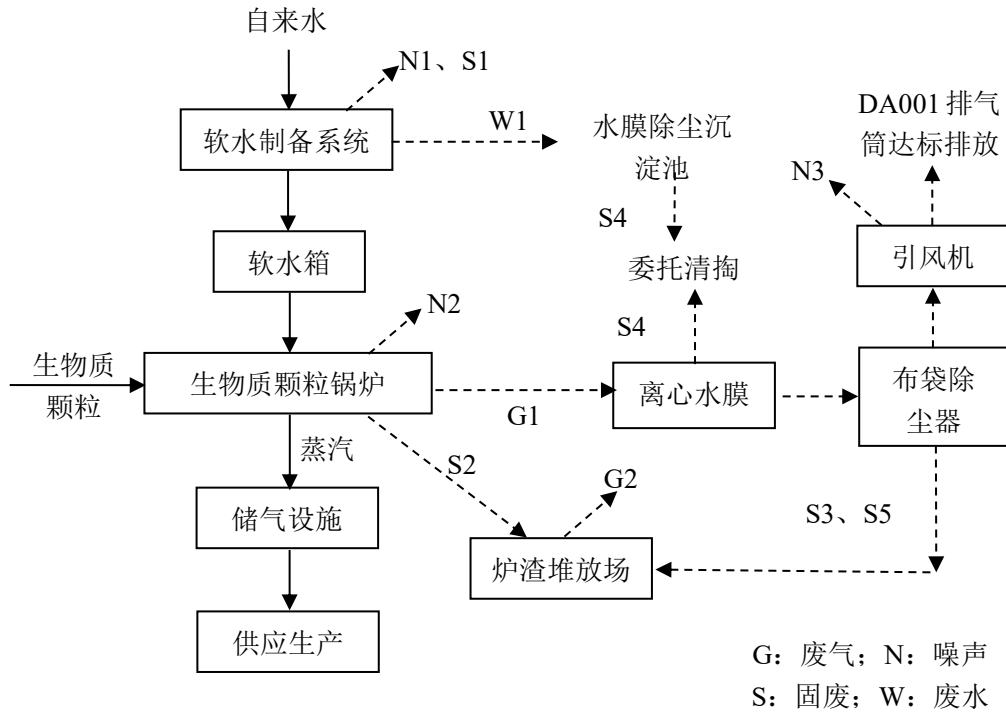 自来水
N1、S1
软水制备系统
W1
水膜除尘沉
淀池
DA001 排气
筒达标排放
N3
S4
软水箱
委托清掏
引风机
N2
S4
生物质
颗粒
生物质颗粒锅炉
G1
离心水膜
布袋除
尘器
蒸汽
S2
G2
S3、S5
储气设施
炉渣堆放场
供应生产
G：废气；N：噪声
S：固废；W：废水